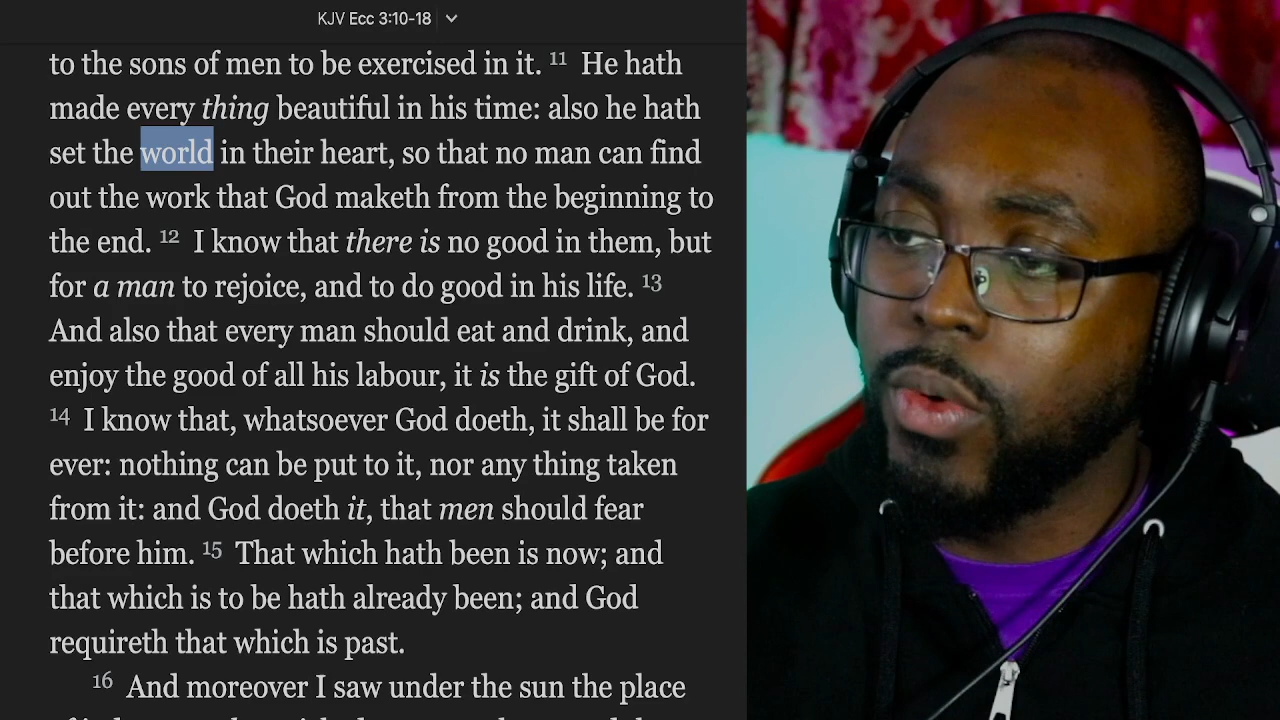 KJV Ecc 3:10-18
to the sons of men to be exercised in it. 11 He hath
made every thing beautiful in his time: also he hath
set the world in their heart, so that no man can find
out the work that God maketh from the beginning to
the end. 12 I know that there is no good in them, but
for a man to rejoice, and to do good in his life. 13
And also that every man should eat and drink, and
enjoy the good of all his labour, it is the gift of God.
14 I know that, whatsoever God doeth, it shall be for
ever: nothing can be put to it, nor any thing taken
from it: and God doeth it, that men should fear
before him. 15 That which hath been is now; and
that which is to be hath already been; and God
requireth that which is past.
16 And moreover I saw under the sun the place